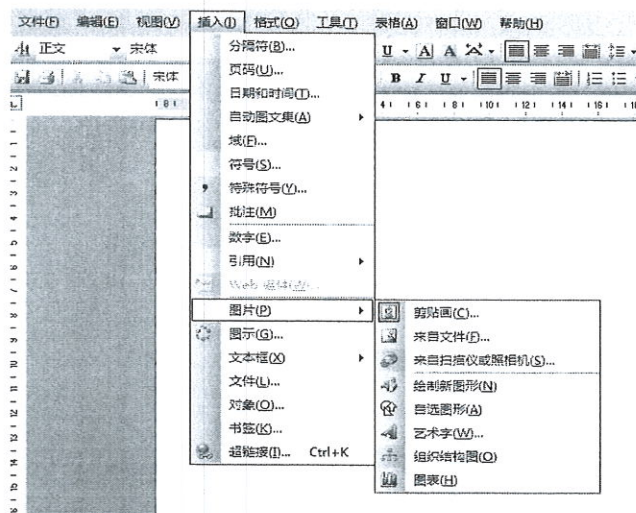 文件(F) 编辑(E) 视图(V) 插入(I) 格式(O) 工具(T) 表格(A) 窗口(W) 帮助(H)
正文 宋体
宋体
分隔符(B)...
页码(U)...
日期和时间(T)...
自动图文集(A)
域(F)...
符号(S)...
特殊符号(Y)...
批注(M)
数字(E)...
引用(N)
图片(P)
图示(G)...
文本框(X)
文件(L)...
对象(O)...
书签(K)...
超链接(I)... Ctrl+K
剪贴画(C)...
来自文件(F)...
来自扫描仪或照相机(S)...
绘制新图形(N)
自选图形(A)
艺术字(W)...
组织结构图(O)
图表(H)